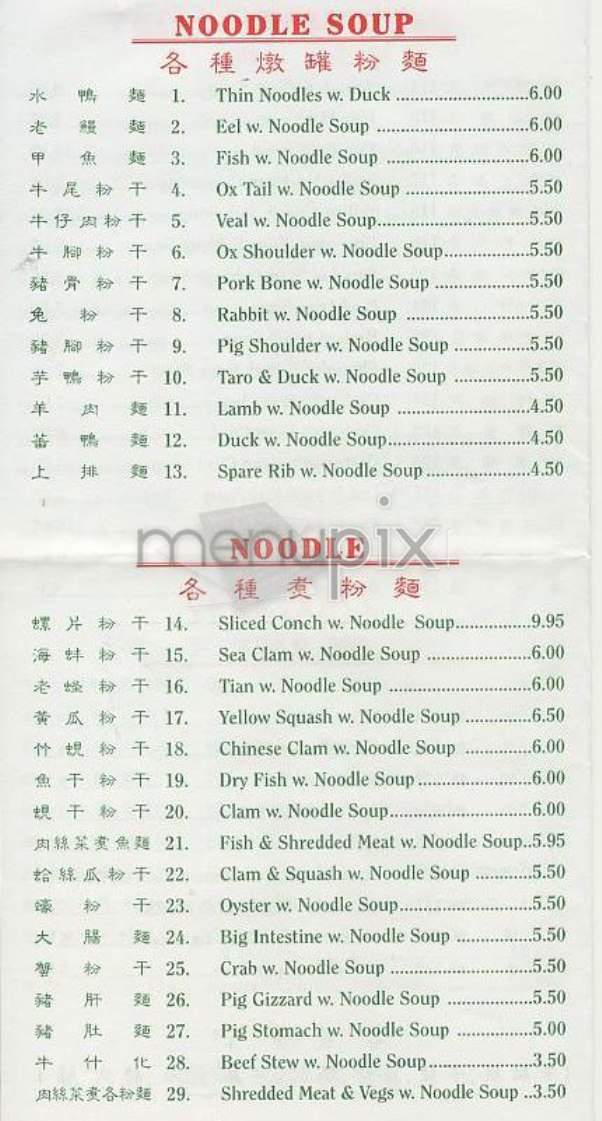 NOODLE SOUP
各種燉罐粉麵
水鴨麵 1. Thin Noodles w. Duck ............................6.00
老鰻麵 2. Eel w. Noodle Soup ................................6.00
甲魚麵 3. Fish w. Noodle Soup ..............................6.00
牛尾粉干 4. Ox Tail w. Noodle Soup ..........................5.50
牛仔肉粉干 5. Veal w. Noodle Soup................................5.50
牛腳粉干 6. Ox Shoulder w. Noodle Soup..................5.50
豬骨粉干 7. Pork Bone w. Noodle Soup ....................5.50
兔粉干 8. Rabbit w. Noodle Soup ..........................5.50
豬腳粉干 9. Pig Shoulder w. Noodle Soup ................5.50
芋鴨粉干 10. Taro & Duck w. Noodle Soup ................5.50
羊肉麵 11. Lamb w. Noodle Soup ............................4.50
番鴨麵 12. Duck w. Noodle Soup..............................4.50
上排麵 13. Spare Rib w. Noodle Soup......................4.50
menupix
NOODLE
各種煮粉麵
螺片粉干 14. Sliced Conch w. Noodle Soup................9.95
海蚌粉干 15. Sea Clam w. Noodle Soup ......................6.00
老粉干 16. Tian w. Noodle Soup ..............................6.00
黃瓜粉干 17. Yellow Squash w. Noodle Soup ..............6.50
竹蜆粉干 18. Chinese Clam w. Noodle Soup ..............6.00
魚干粉干 19. Dry Fish w. Noodle Soup........................6.00
蜆干粉干 20. Clam w. Noodle Soup..............................6.00
肉絲菜煮魚麵 21. Fish & Shredded Meat w. Noodle Soup..5.95
蛤絲瓜粉干 22. Clam & Squash w. Noodle Soup ............5.50
蠔粉干 23. Oyster w. Noodle Soup............................5.50
大腸麵 24. Big Intestine w. Noodle Soup ................5.50
蟹粉干 25. Crab w. Noodle Soup ..............................5.50
豬肝麵 26. Pig Gizzard w. Noodle Soup ..................5.50
豬肚麵 27. Pig Stomach w. Noodle Soup ................5.00
牛什化 28. Beef Stew w. Noodle Soup......................3.50
肉絲菜煮各粉麵 29. Shredded Meat & Vegs w. Noodle Soup ..3.50